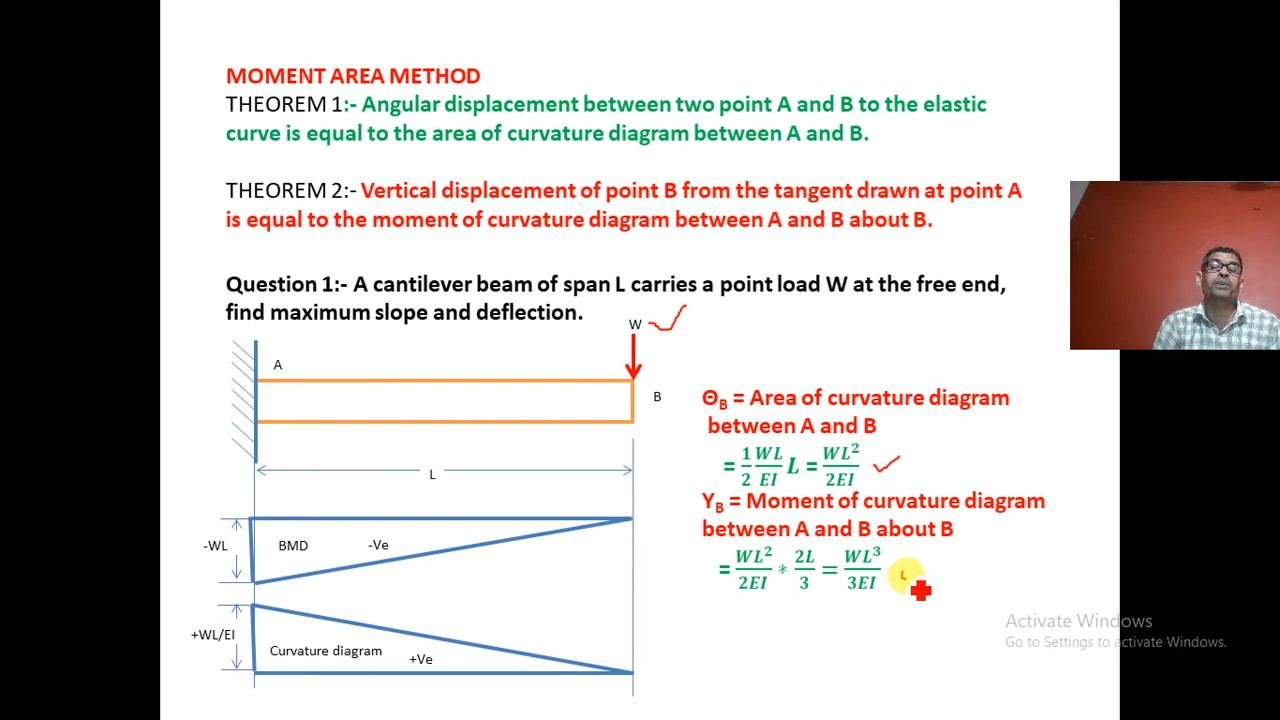 MOMENT AREA METHOD
THEOREM 1:- Angular displacement between two point A and B to the elastic
curve is equal to the area of curvature diagram between A and B.
THEOREM 2:- Vertical displacement of point B from the tangent drawn at point A
is equal to the moment of curvature diagram between A and B about B.
Question 1:- A cantilever beam of span L carries a point load W at the free end,
find maximum slope and deflection.
W
A
B
L
ΘB = Area of curvature diagram
between A and B
= 1/2 WL/EI L = WL²/2EI
YB = Moment of curvature diagram
between A and B about B
= WL²/2EI * 2L/3 = WL³/3EI
-WL
BMD
-Ve
+WL/EI
Curvature diagram
+Ve
Activate Windows
Go to Settings to activate Windows.